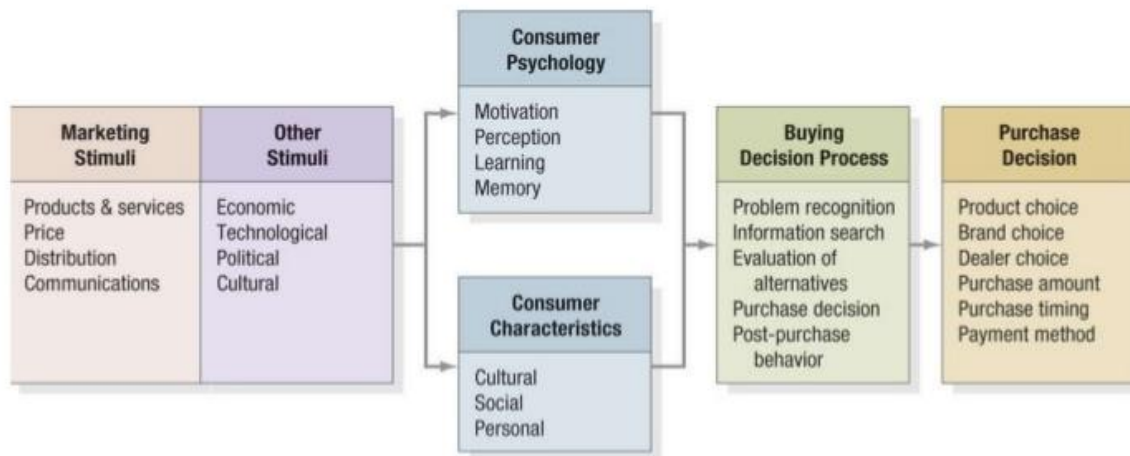 Marketing
Stimuli
Products & services
Price
Distribution
Communications
Other
Stimuli
Economic
Technological
Political
Cultural
Consumer
Psychology
Motivation
Perception
Learning
Memory
Consumer
Characteristics
Cultural
Social
Personal
Buying
Decision Process
Problem recognition
Information search
Evaluation of
alternatives
Purchase decision
Post-purchase
behavior
Purchase
Decision
Product choice
Brand choice
Dealer choice
Purchase amount
Purchase timing
Payment method